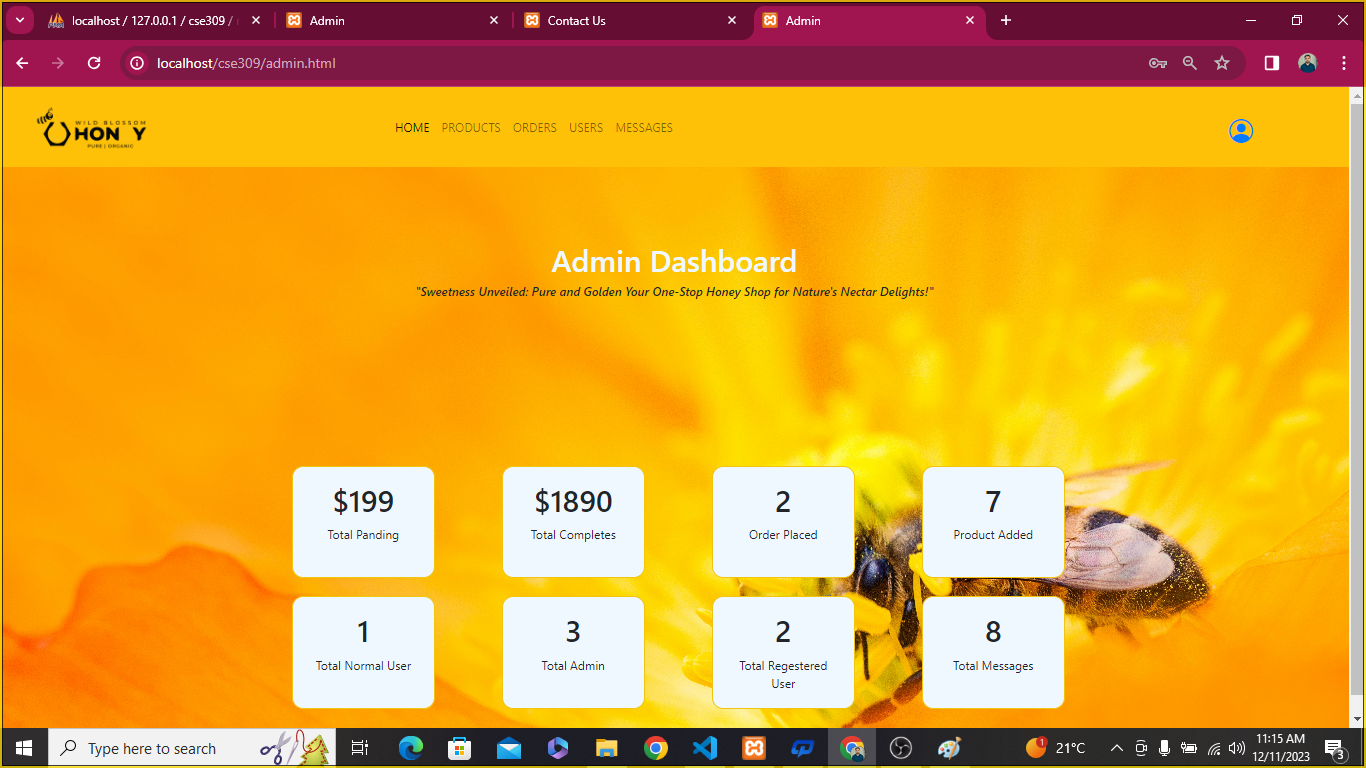 localhost / 127.0.0.1 / cse309 /
Admin
Contact Us
Admin
localhost/cse309/admin.html
WILD BLOSSOM
HON Y
PURE | ORGANIC
HOME
PRODUCTS
ORDERS
USERS
MESSAGES
Admin Dashboard
"Sweetness Unveiled: Pure and Golden Your One-Stop Honey Shop for Nature's Nectar Delights!"
$199
Total Panding
$1890
Total Completes
2
Order Placed
7
Product Added
1
Total Normal User
3
Total Admin
2
Total Regestered
User
8
Total Messages
Type here to search
1
21°C
11:15 AM
12/11/2023
3